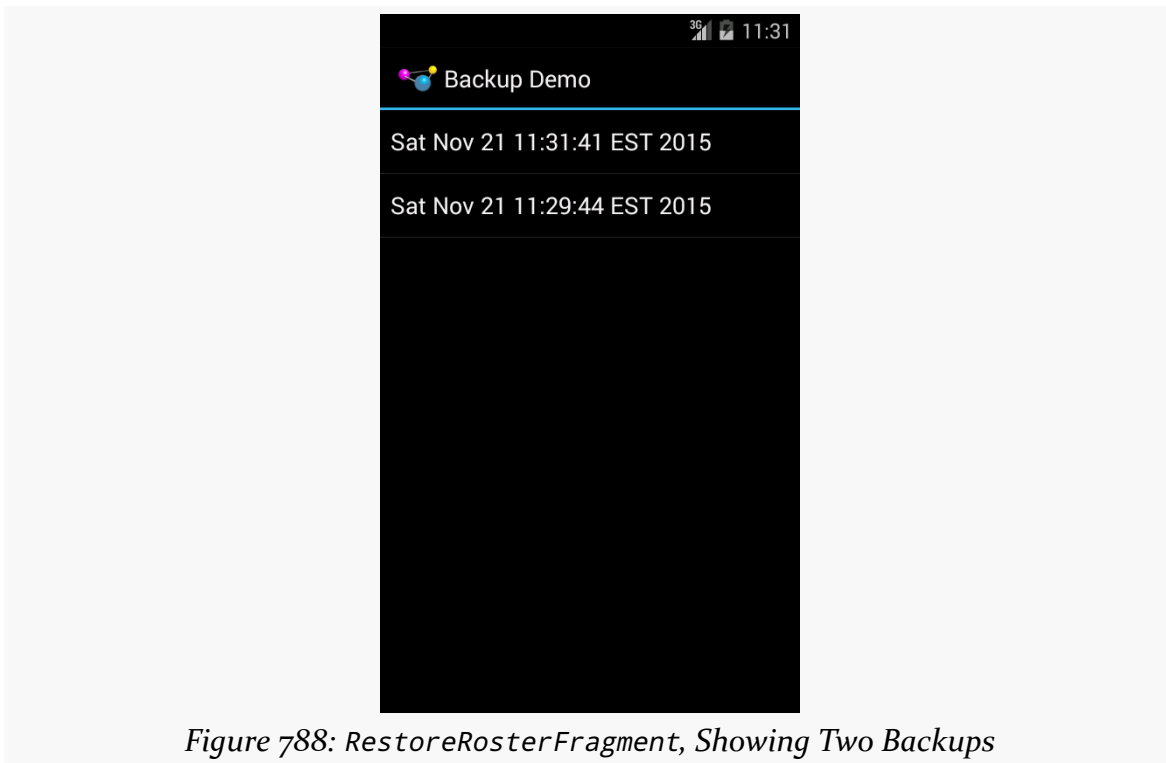 3G 11:31
Backup Demo
Sat Nov 21 11:31:41 EST 2015
Sat Nov 21 11:29:44 EST 2015
Figure 788: RestoreRosterFragment, Showing Two Backups